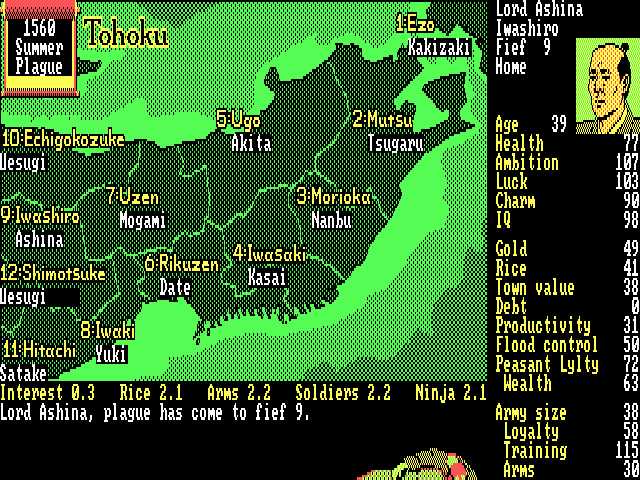 1560
Summer
Plague
Tohoku
1:Ezo
Kakizaki
5:Ugo
Akita
2:Mutsu
Tsugaru
10:Echigokozuke
Uesugi
7:Uzen
Mogami
3:Morioka
Nanbu
9:Iwashiro
Ashina
4:Iwasaki
Kasai
6:Rikuzen
Date
12:Shimotsuke
Uesugi
8:Iwaki
Yuki
11:Hitachi
Satake
Interest 0.3 Rice 2.1 Arms 2.2 Soldiers 2.2 Ninja 2.1
Lord Ashina, plague has come to fief 9.
Lord Ashina
Iwashiro
Fief 9
Home
Age 39
Health 77
Ambition 107
Luck 103
Charm 90
IQ 98
Gold 49
Rice 41
Town value 38
Debt 0
Productivity 31
Flood control 50
Peasant Lylty 72
Wealth 63
Army size 38
Loyalty 58
Training 115
Arms 30